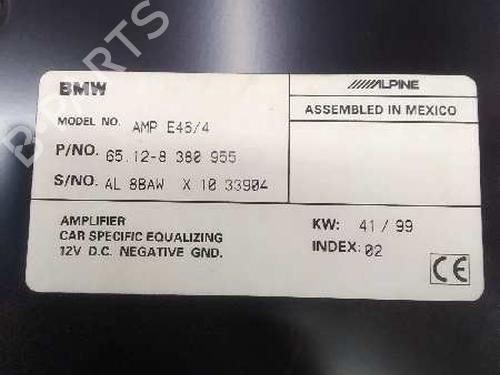 BMW
ALPINE
MODEL NO. AMP E46/4
ASSEMBLED IN MEXICO
P/NO. 65.12-8 380 955
S/NO. AL 8BAW X 10 33904
AMPLIFIER
CAR SPECIFIC EQUALIZING
12V D.C. NEGATIVE GND.
KW: 41 / 99
INDEX: 02
CE
B-PARTS